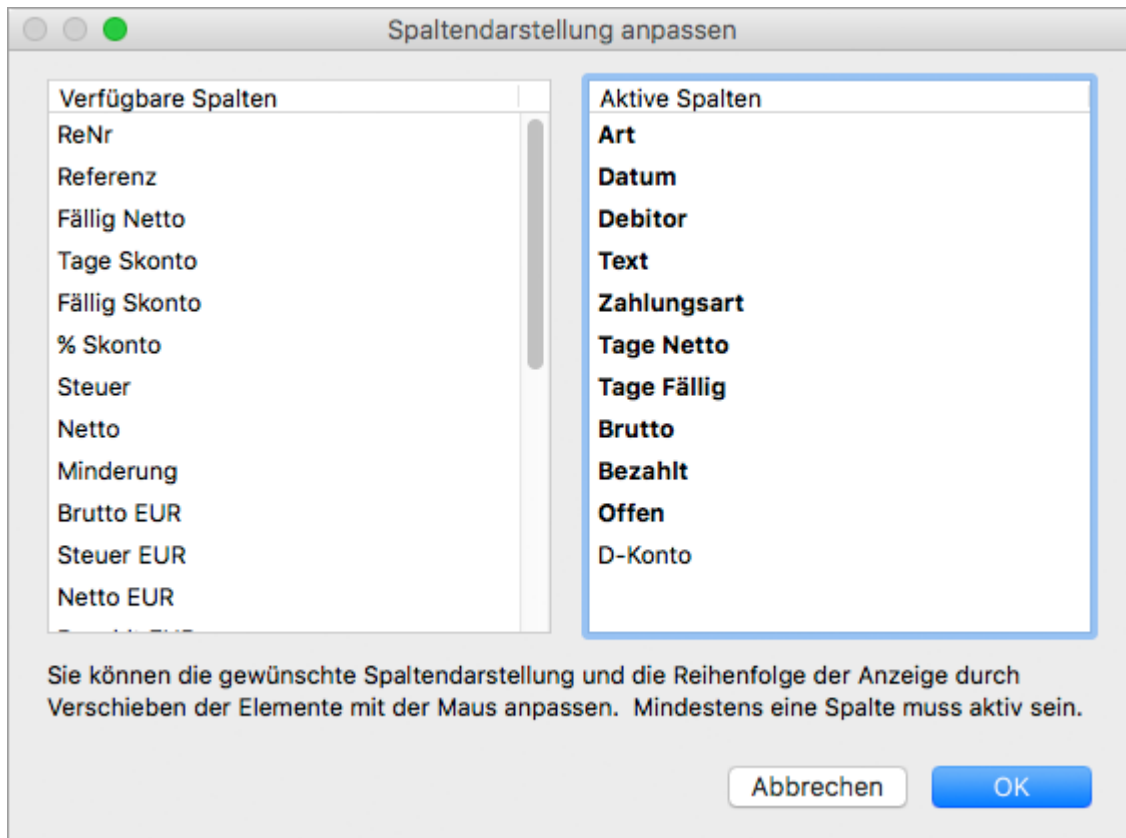 Spaltendarstellung anpassen
Verfügbare Spalten
ReNr
Referenz
Fällig Netto
Tage Skonto
Fällig Skonto
% Skonto
Steuer
Netto
Minderung
Brutto EUR
Steuer EUR
Netto EUR
Aktive Spalten
Art
Datum
Debitor
Text
Zahlungsart
Tage Netto
Tage Fällig
Brutto
Bezahlt
Offen
D-Konto
Sie können die gewünschte Spaltendarstellung und die Reihenfolge der Anzeige durch
Verschieben der Elemente mit der Maus anpassen.  Mindestens eine Spalte muss aktiv sein.
Abbrechen
OK